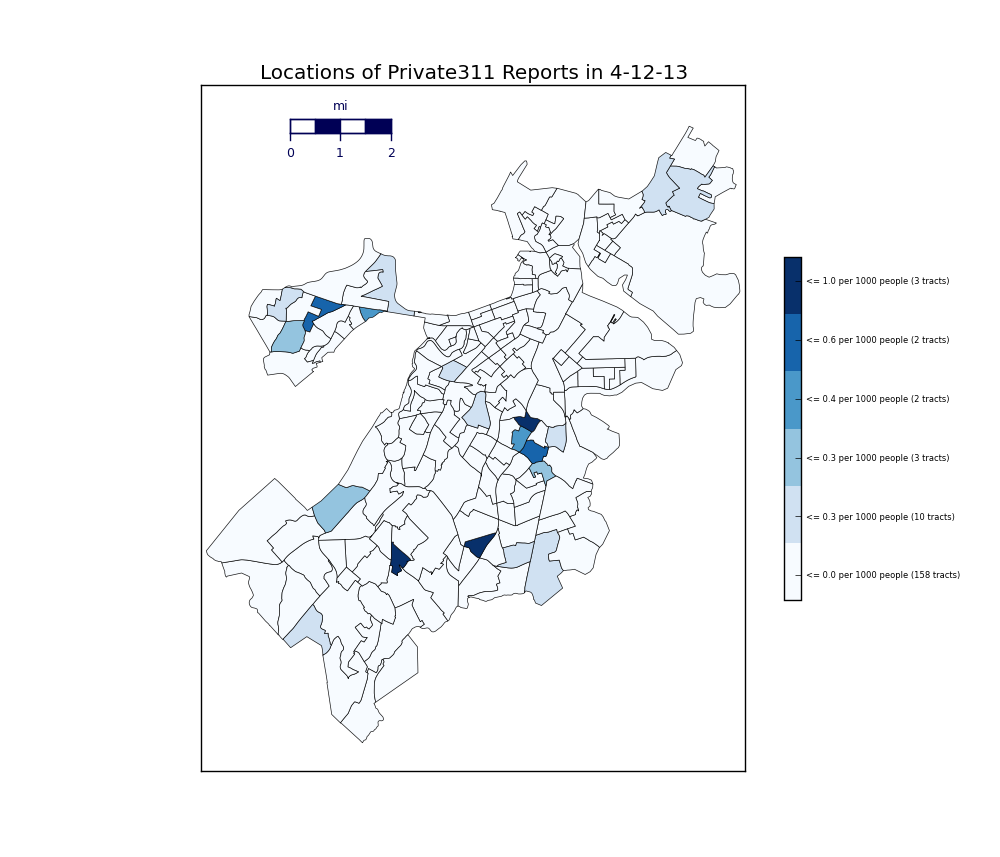 Locations of Private311 Reports in 4-12-13
mi
0 1 2
<= 1.0 per 1000 people (3 tracts)
<= 0.6 per 1000 people (2 tracts)
<= 0.4 per 1000 people (2 tracts)
<= 0.3 per 1000 people (3 tracts)
<= 0.3 per 1000 people (10 tracts)
<= 0.0 per 1000 people (158 tracts)